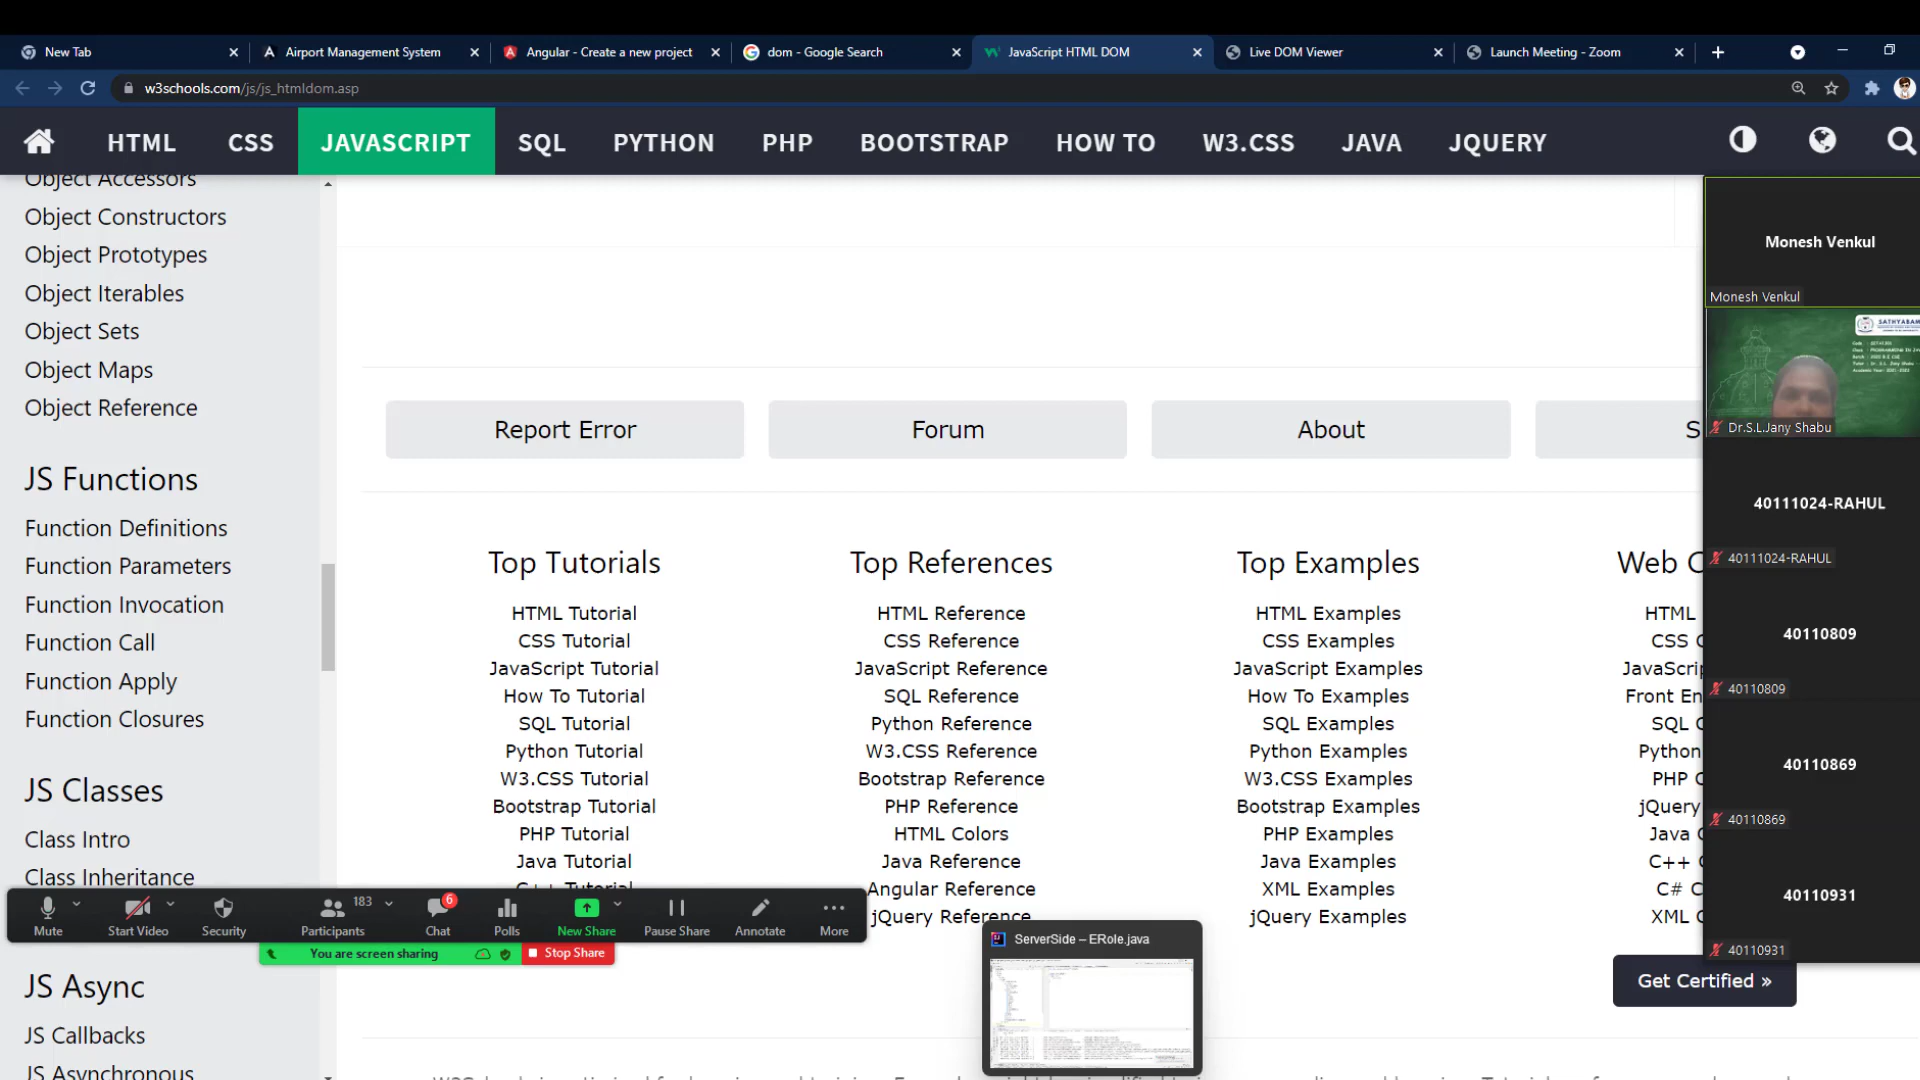 New Tab
Airport Management System
Angular - Create a new project
dom - Google Search
JavaScript HTML DOM
Live DOM Viewer
Launch Meeting - Zoom
w3schools.com/js/js_htmldom.asp
HTML
CSS
JAVASCRIPT
SQL
PYTHON
PHP
BOOTSTRAP
HOW TO
W3.CSS
JAVA
JQUERY
Object Accessors
Object Constructors
Object Prototypes
Object Iterables
Object Sets
Object Maps
Object Reference
JS Functions
Function Definitions
Function Parameters
Function Invocation
Function Call
Function Apply
Function Closures
JS Classes
Class Intro
Class Inheritance
JS Async
JS Callbacks
JS Asynchronous
Report Error
Forum
About
S
Top Tutorials
HTML Tutorial
CSS Tutorial
JavaScript Tutorial
How To Tutorial
SQL Tutorial
Python Tutorial
W3.CSS Tutorial
Bootstrap Tutorial
PHP Tutorial
Java Tutorial
C++ Tutorial
Top References
HTML Reference
CSS Reference
JavaScript Reference
SQL Reference
Python Reference
W3.CSS Reference
Bootstrap Reference
PHP Reference
HTML Colors
Java Reference
Angular Reference
jQuery Reference
Top Examples
HTML Examples
CSS Examples
JavaScript Examples
How To Examples
SQL Examples
Python Examples
W3.CSS Examples
Bootstrap Examples
PHP Examples
Java Examples
XML Examples
jQuery Examples
Web C
HTML
CSS C
JavaScri
Front En
SQL C
Python
PHP C
jQuery
Java C
C++ C
C# C
XML C
Get Certified »
Monesh Venkul
Monesh Venkul
SATHYABAM
Dr.S.L.Jany Shabu
40111024-RAHUL
40111024-RAHUL
40110809
40110809
40110869
40110869
40110931
40110931
Mute
Start Video
Security
183
Participants
6
Chat
Polls
New Share
Pause Share
Annotate
More
You are screen sharing
Stop Share
ServerSide – ERole.java